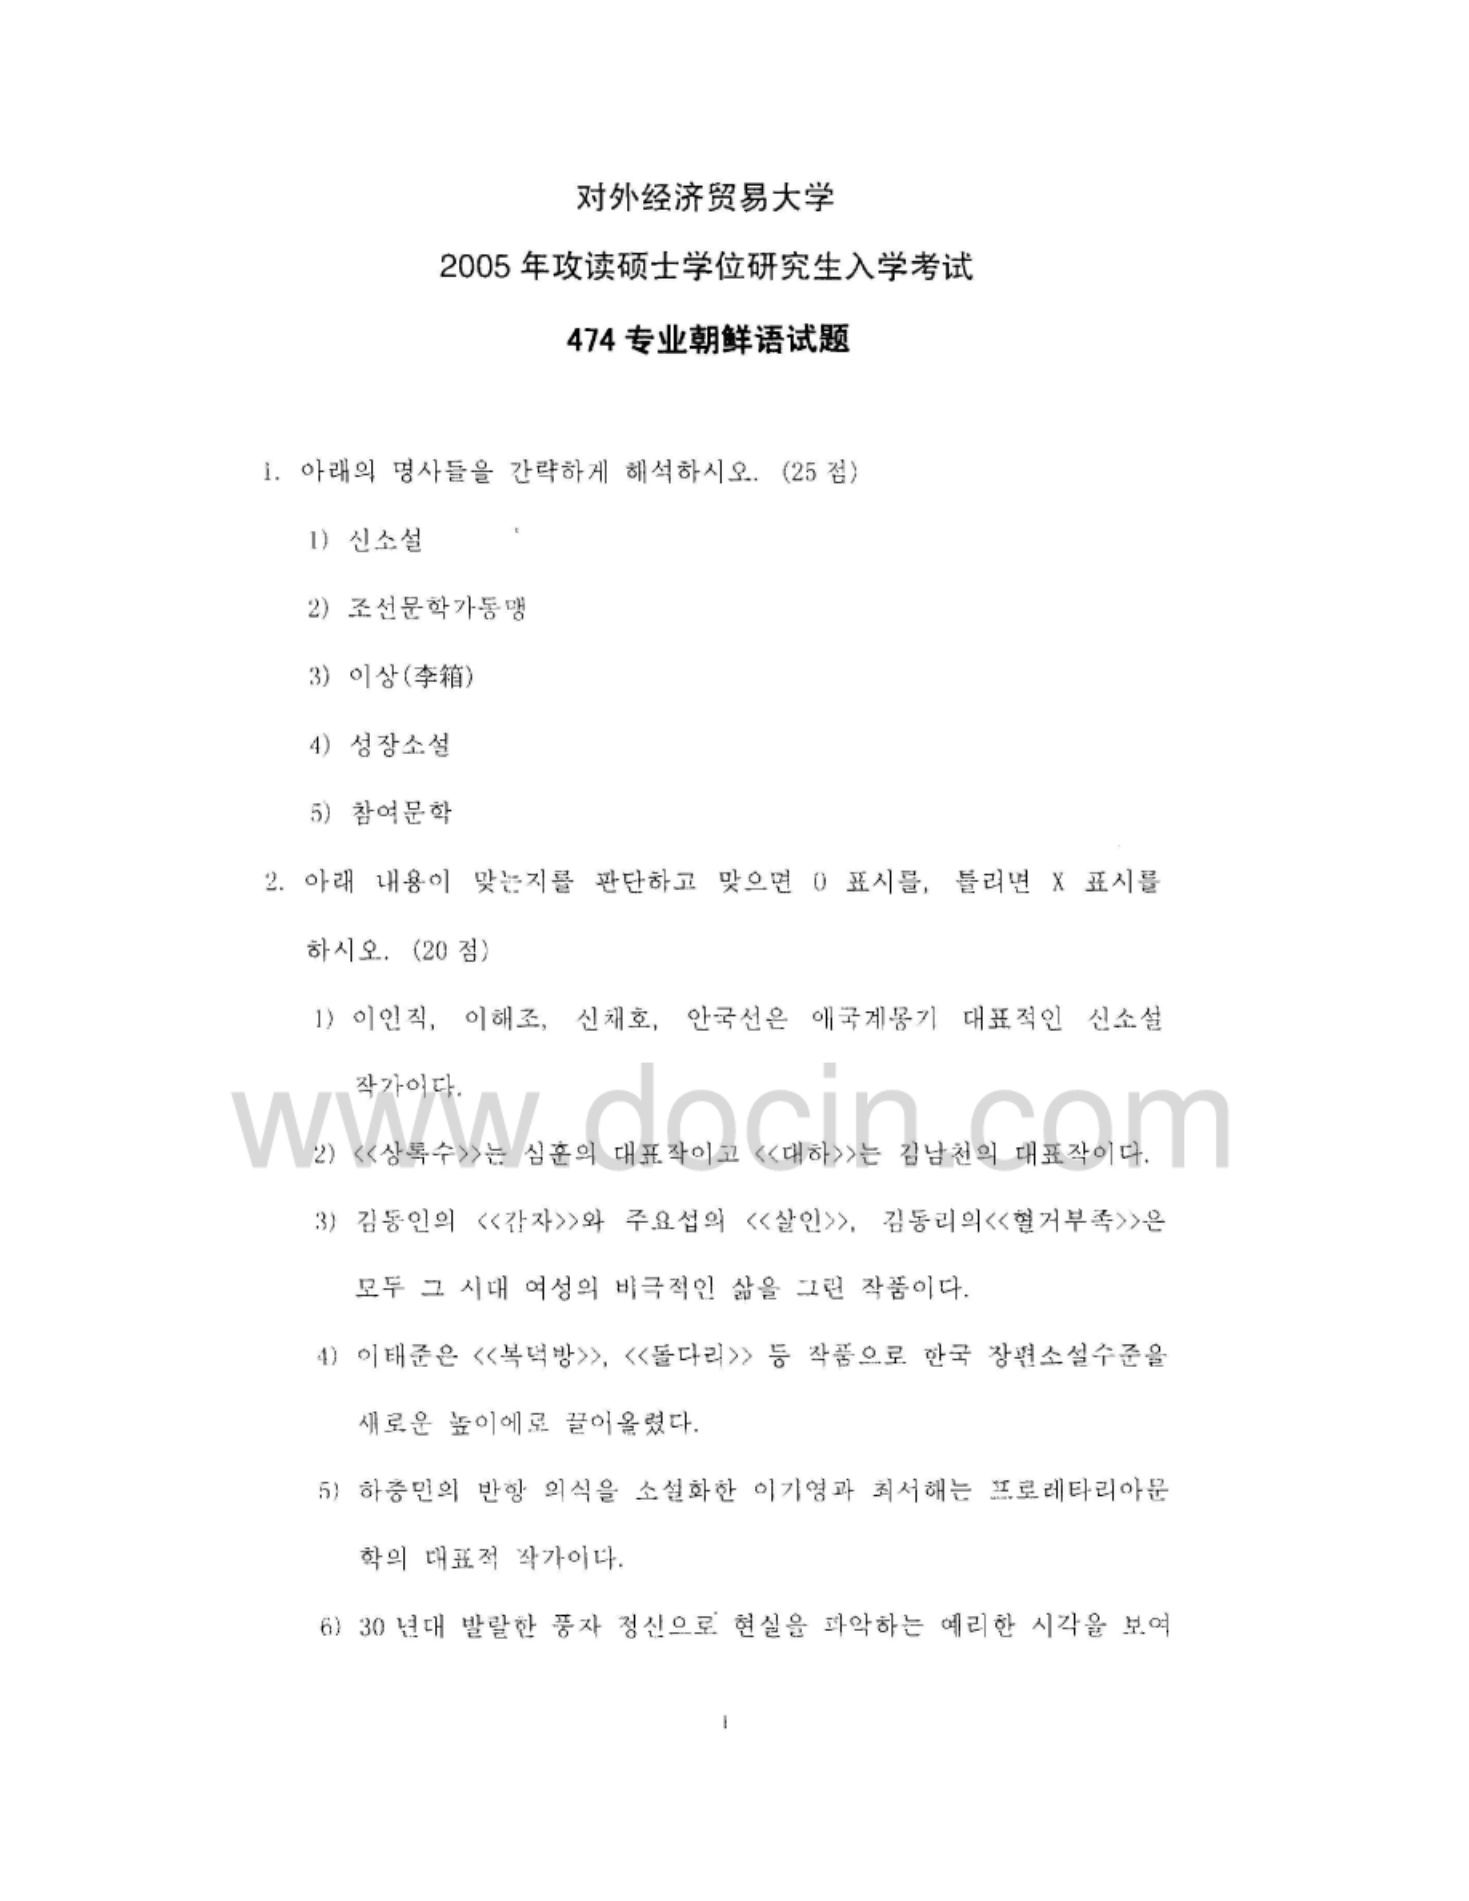 对外经济贸易大学
2005 年攻读硕士学位研究生入学考试
474 专业朝鲜语试题
1. 아래의 명사들을 간략하게 해석하시오. (25 점)
1) 신소설
2) 조선문학가동맹
3) 이상(李箱)
4) 성장소설
5) 참여문학
2. 아래 내용이 맞는지를 판단하고 맞으면 0 표시를, 틀리면 X 표시를
하시오. (20 점)
1) 이인직, 이해조, 신채호, 안국선은 애국계몽기 대표적인 신소설
작가이다.
2) <<상록수>>는 심훈의 대표작이고 <<대하>>는 김남천의 대표작이다.
3) 김동인의 <<감자>>와 주요섭의 <<살인>>, 김동리의<<혈거부족>>은
모두 그 시대 여성의 비극적인 삶을 그린 작품이다.
4) 이태준은 <<복덕방>>, <<돌다리>> 등 작품으로 한국 장편소설수준을
새로운 높이에로 끌어올렸다.
5) 하층민의 반항 의식을 소설화한 이기영과 최서해는 프로레타리아문
학의 대표적 작가이다.
6) 30 년대 발랄한 풍자 정신으로 현실을 파악하는 예리한 시각을 보여
1
www.docin.com